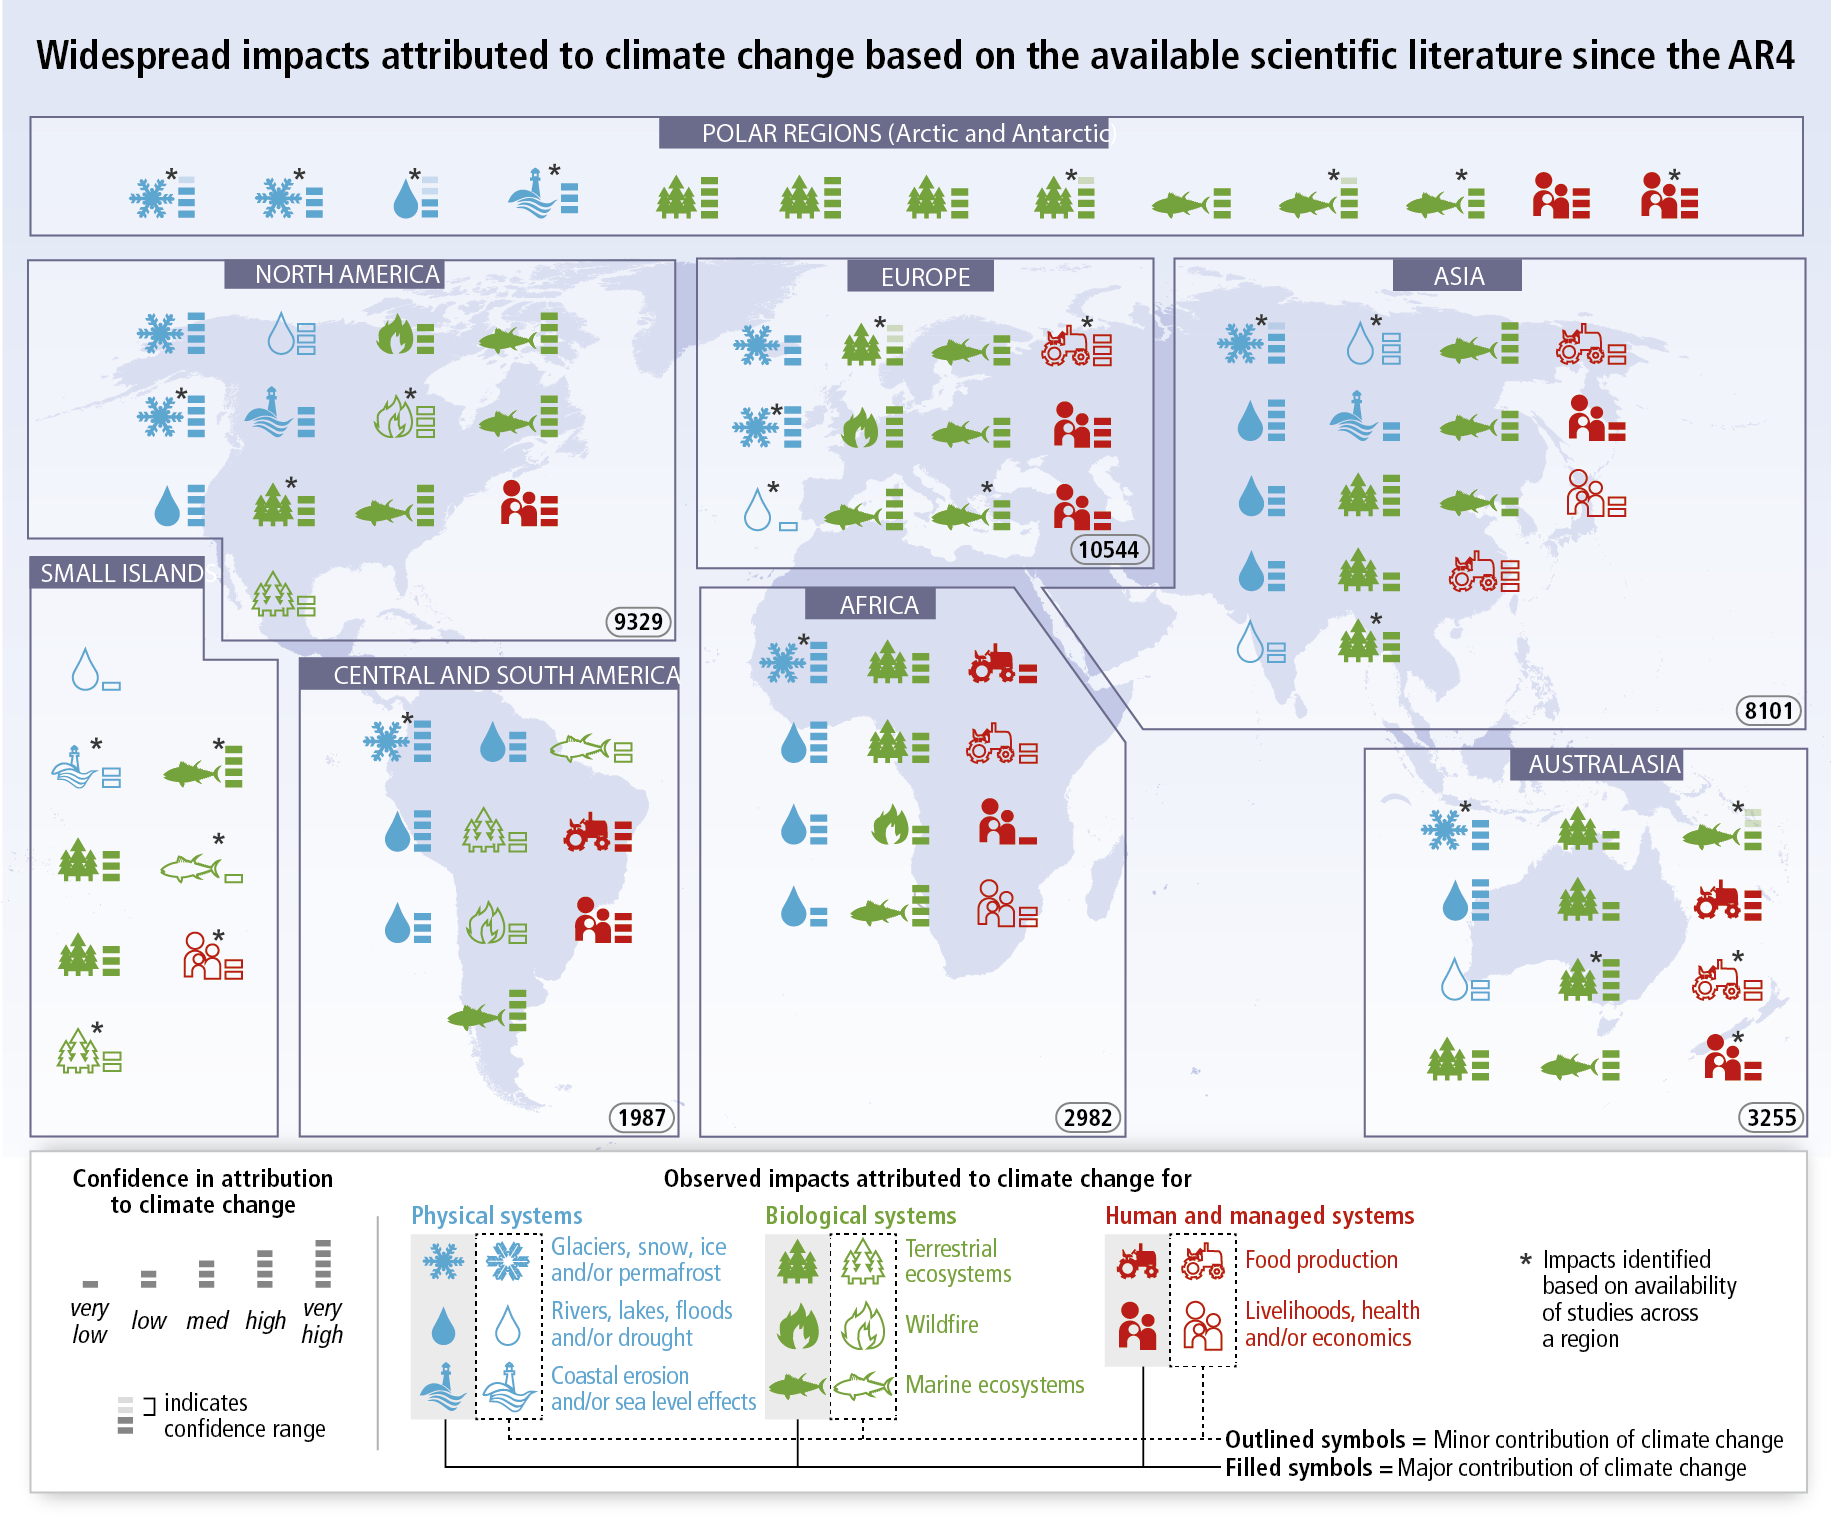 Widespread impacts attributed to climate change based on the available scientific literature since the AR4
POLAR REGIONS (Arctic and Antarctic)
NORTH AMERICA
EUROPE
ASIA
10544
SMALL ISLANDS
9329
AFRICA
CENTRAL AND SOUTH AMERICA
8101
AUSTRALASIA
1987
2982
3255
Confidence in attribution
to climate change
very
low
low
med
high
very
high
indicates
confidence range
Observed impacts attributed to climate change for
Physical systems
Glaciers, snow, ice
and/or permafrost
Rivers, lakes, floods
and/or drought
Coastal erosion
and/or sea level effects
Biological systems
Terrestrial
ecosystems
Wildfire
Marine ecosystems
Human and managed systems
Food production
Livelihoods, health
and/or economics
* Impacts identified
based on availability
of studies across
a region
Outlined symbols = Minor contribution of climate change
Filled symbols = Major contribution of climate change